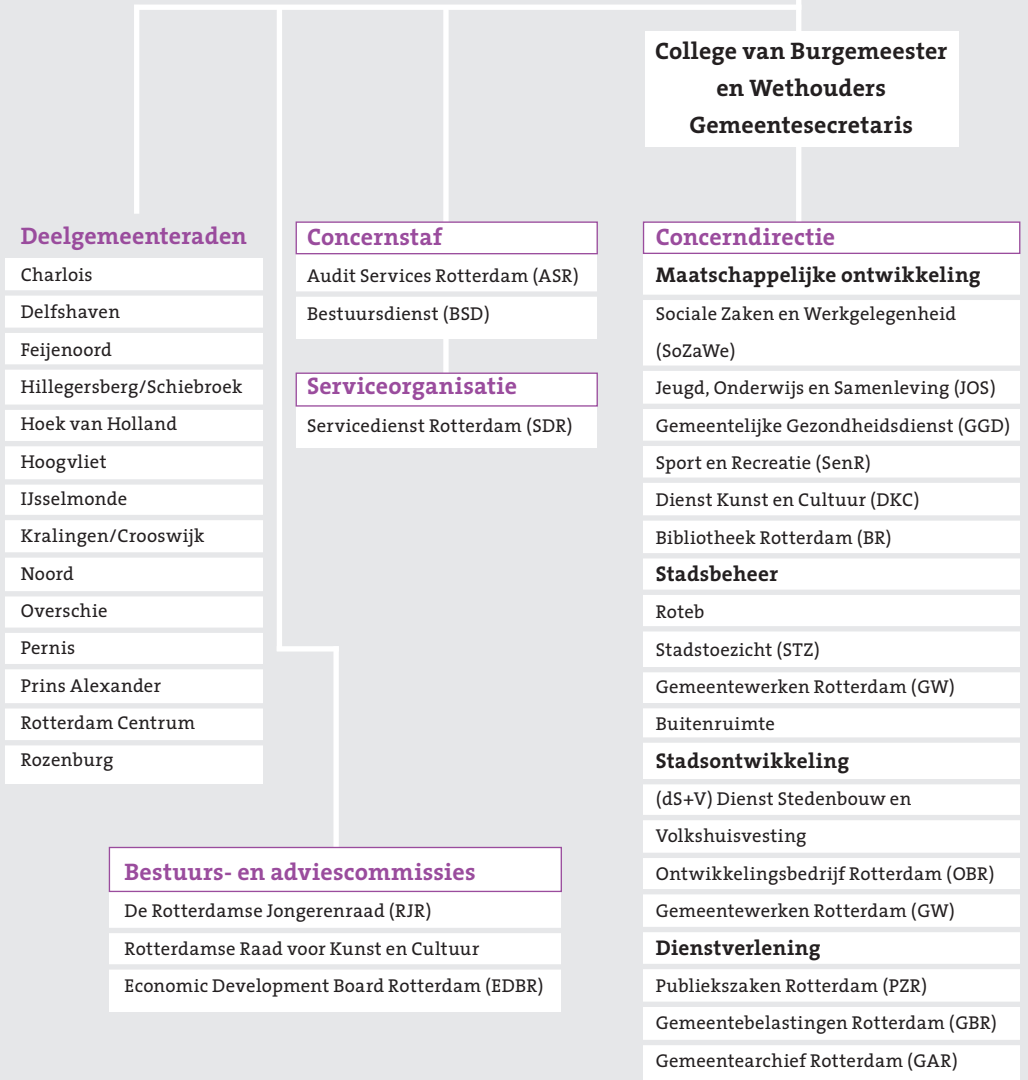 College van Burgemeester
en Wethouders
Gemeentesecretaris
Deelgemeenteraden
Charlois
Delfshaven
Feijenoord
Hillegersberg/Schiebroek
Hoek van Holland
Hoogvliet
IJsselmonde
Kralingen/Crooswijk
Noord
Overschie
Pernis
Prins Alexander
Rotterdam Centrum
Rozenburg
Concernstaf
Audit Services Rotterdam (ASR)
Bestuursdienst (BSD)
Serviceorganisatie
Servicedienst Rotterdam (SDR)
Bestuurs- en adviescommissies
De Rotterdamse Jongerenraad (RJR)
Rotterdamse Raad voor Kunst en Cultuur
Economic Development Board Rotterdam (EDBR)
Concerndirectie
Maatschappelijke ontwikkeling
Sociale Zaken en Werkgelegenheid
(SoZaWe)
Jeugd, Onderwijs en Samenleving (JOS)
Gemeentelijke Gezondheidsdienst (GGD)
Sport en Recreatie (SenR)
Dienst Kunst en Cultuur (DKC)
Bibliotheek Rotterdam (BR)
Stadsbeheer
Roteb
Stadstoezicht (STZ)
Gemeentewerken Rotterdam (GW)
Buitenruimte
Stadsontwikkeling
(dS+V) Dienst Stedenbouw en
Volkshuisvesting
Ontwikkelingsbedrijf Rotterdam (OBR)
Gemeentewerken Rotterdam (GW)
Dienstverlening
Publiekszaken Rotterdam (PZR)
Gemeentebelastingen Rotterdam (GBR)
Gemeentearchief Rotterdam (GAR)